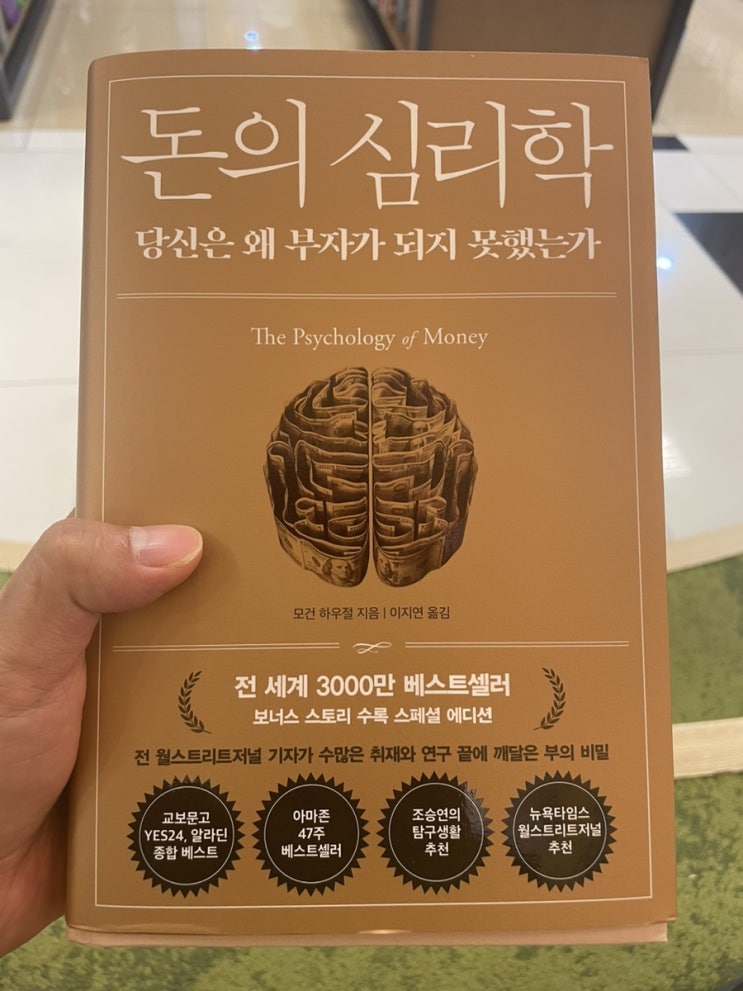 돈의 심리학
당신은 왜 부자가 되지 못했는가
The Psychology of Money
모건 하우절 지음 | 이지연 옮김
전 세계 3000만 베스트셀러
보너스 스토리 수록 스페셜 에디션
전 월스트리트저널 기자가 수많은 취재와 연구 끝에 깨달은 부의 비밀
교보문고
YES24, 알라딘
종합 베스트
아마존
47주
베스트셀러
조승연의
탐구생활
추천
뉴욕타임스
월스트리트저널
추천